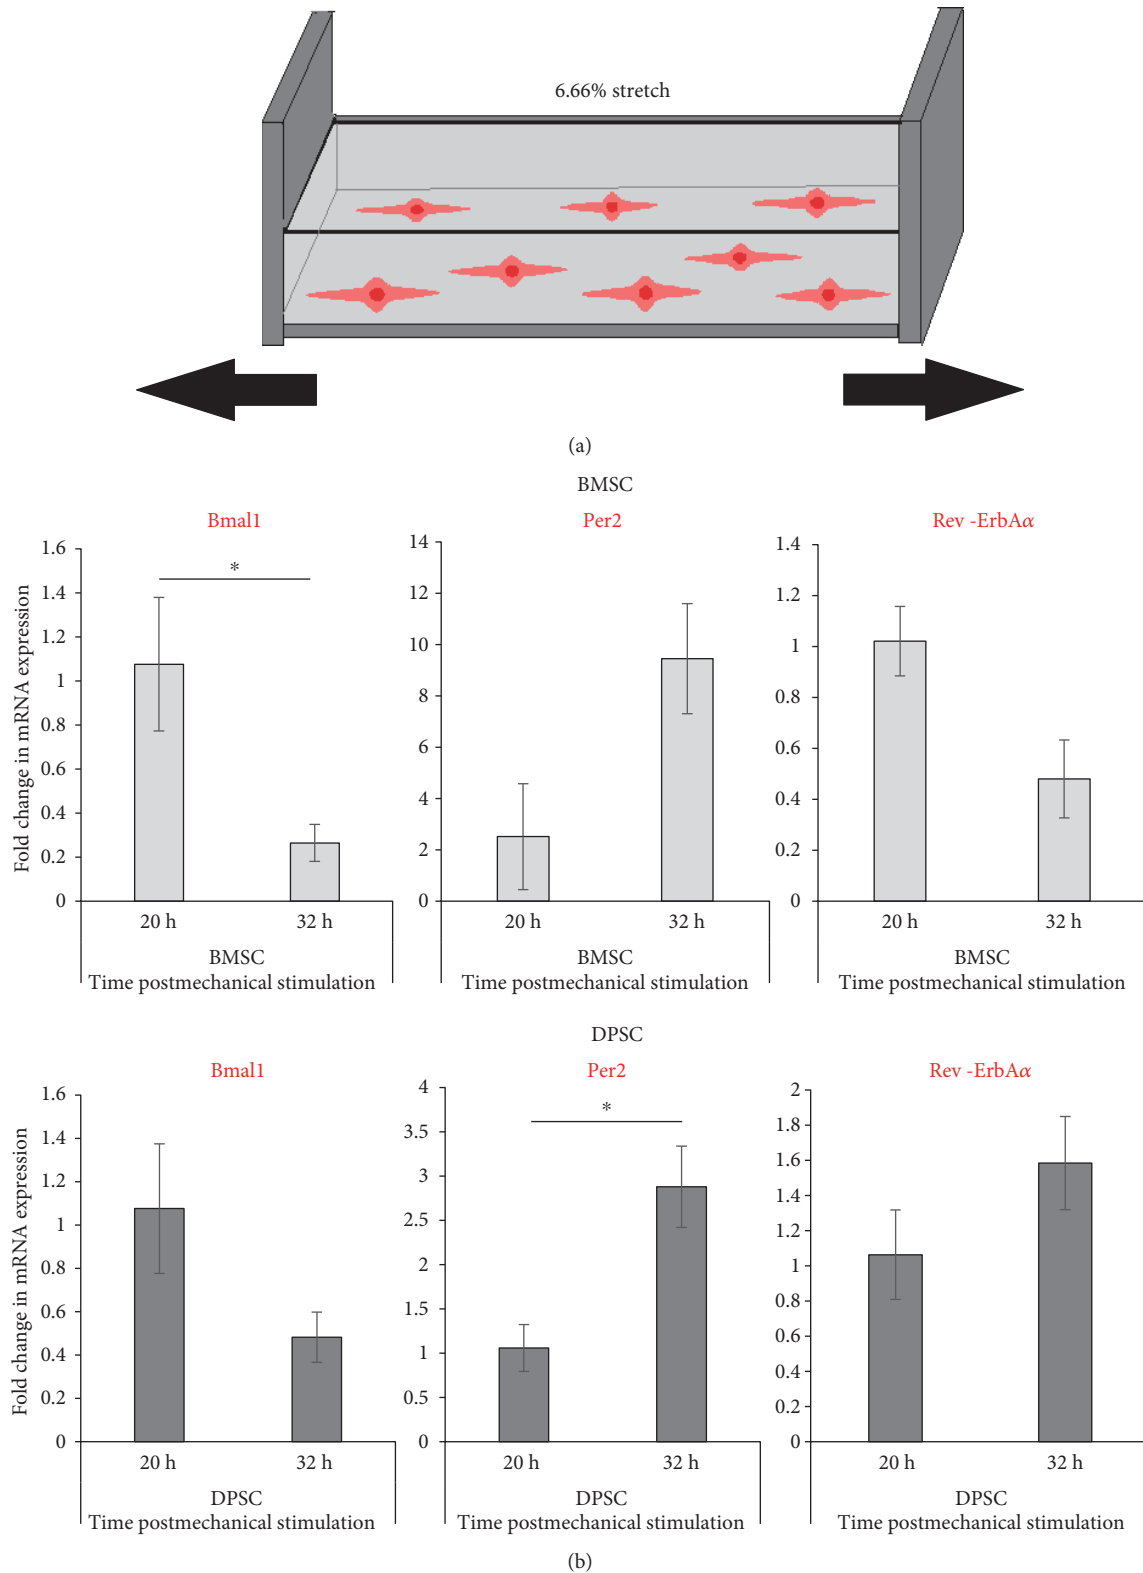 6.66% stretch
(a)
BMSC
Bmal1
Per2
Rev -ErbAα
Fold change in mRNA expression
1.6
1.4
1.2
1
0.8
0.6
0.4
0.2
0
*
20 h
32 h
BMSC
Time postmechanical stimulation
14
12
10
8
6
4
2
0
20 h
32 h
BMSC
Time postmechanical stimulation
1.4
1.2
1
0.8
0.6
0.4
0.2
0
20 h
32 h
BMSC
Time postmechanical stimulation
DPSC
Bmal1
Per2
Rev -ErbAα
Fold change in mRNA expression
1.6
1.4
1.2
1
0.8
0.6
0.4
0.2
0
20 h
32 h
DPSC
Time postmechanical stimulation
4
3.5
3
2.5
2
1.5
1
0.5
0
*
20 h
32 h
DPSC
Time postmechanical stimulation
2
1.8
1.6
1.4
1.2
1
0.8
0.6
0.4
0.2
0
20 h
32 h
DPSC
Time postmechanical stimulation
(b)